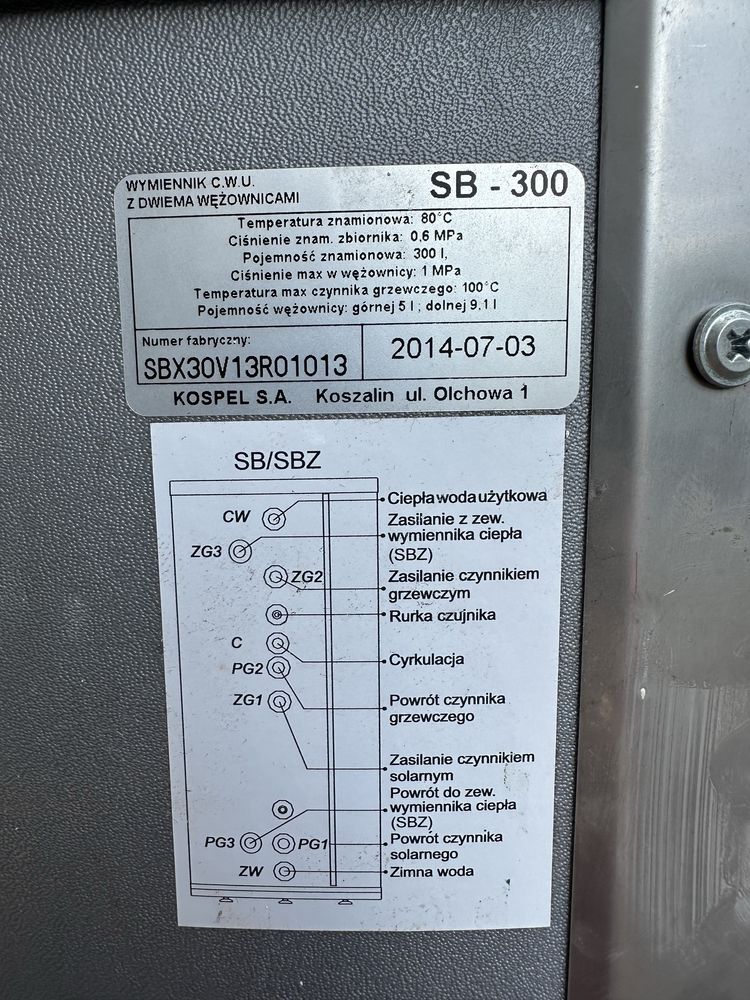 WYMIENNIK C.W.U.
Z DWIEMA WĘŻOWNICAMI
SB - 300
Temperatura znamionowa: 80°C
Ciśnienie znam. zbiornika: 0,6 MPa
Pojemność znamionowa: 300 l,
Ciśnienie max w wężownicy: 1 MPa
Temperatura max czynnika grzewczego: 100°C
Pojemność wężownicy: górnej 5 l ; dolnej 9,1 l
Numer fabryczny:
SBX30V13R01013
2014-07-03
KOSPEL S.A. Koszalin ul. Olchowa 1
SB/SBZ
CW
Ciepła woda użytkowa
ZG3
Zasilanie z zew.
wymiennika ciepła
(SBZ)
ZG2
Zasilanie czynnikiem
grzewczym
Rurka czujnika
C
Cyrkulacja
PG2
Powrót czynnika
grzewczego
ZG1
Zasilanie czynnikiem
solarnym
Powrót do zew.
wymiennika ciepła
(SBZ)
PG3
PG1
Powrót czynnika
solarnego
ZW
Zimna woda